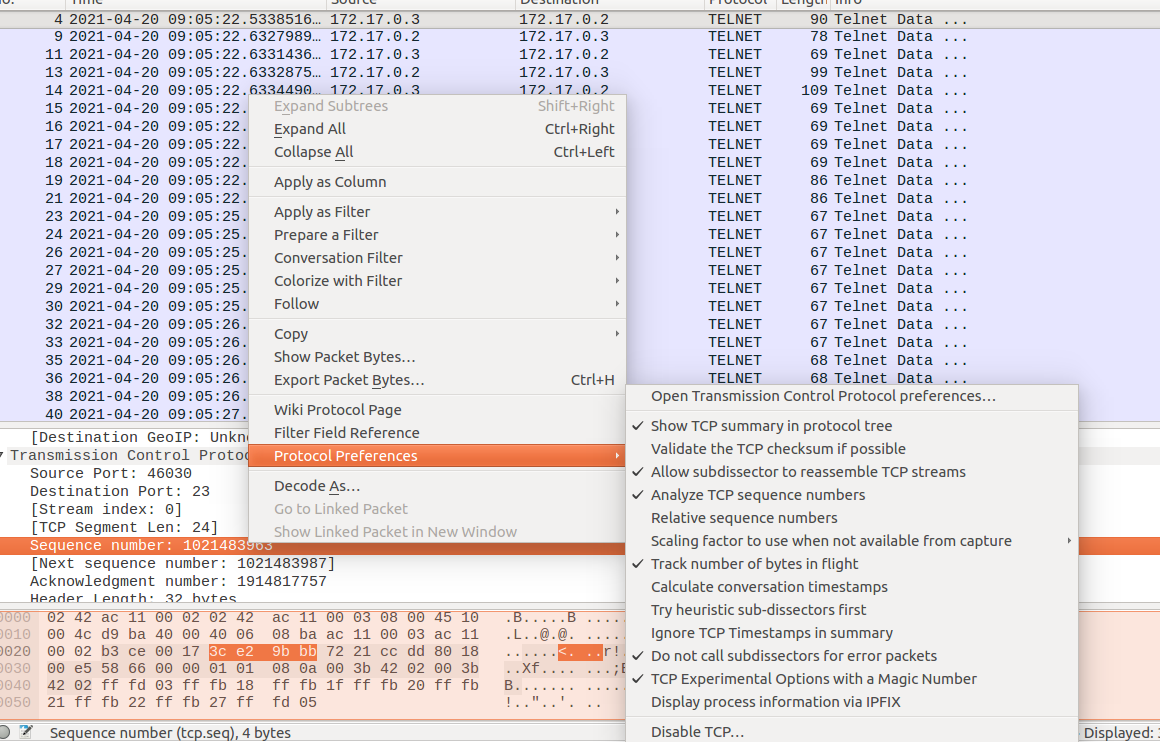 o. Time Source Destination Protocol Length Info
4 2021-04-20 09:05:22.5338516… 172.17.0.3 172.17.0.2 TELNET 90 Telnet Data ...
9 2021-04-20 09:05:22.6327989… 172.17.0.2 172.17.0.3 TELNET 78 Telnet Data ...
11 2021-04-20 09:05:22.6331436… 172.17.0.3 172.17.0.2 TELNET 69 Telnet Data ...
13 2021-04-20 09:05:22.6332875… 172.17.0.2 172.17.0.3 TELNET 99 Telnet Data ...
14 2021-04-20 09:05:22.6334490… 172.17.0.3 172.17.0.2 TELNET 109 Telnet Data ...
15 2021-04-20 09:05:22. TELNET 69 Telnet Data ...
16 2021-04-20 09:05:22. TELNET 69 Telnet Data ...
17 2021-04-20 09:05:22. TELNET 69 Telnet Data ...
18 2021-04-20 09:05:22. TELNET 69 Telnet Data ...
19 2021-04-20 09:05:22. TELNET 86 Telnet Data ...
21 2021-04-20 09:05:22. TELNET 86 Telnet Data ...
23 2021-04-20 09:05:25. TELNET 67 Telnet Data ...
24 2021-04-20 09:05:25. TELNET 67 Telnet Data ...
26 2021-04-20 09:05:25. TELNET 67 Telnet Data ...
27 2021-04-20 09:05:25. TELNET 67 Telnet Data ...
29 2021-04-20 09:05:25. TELNET 67 Telnet Data ...
30 2021-04-20 09:05:25. TELNET 67 Telnet Data ...
32 2021-04-20 09:05:26. TELNET 67 Telnet Data ...
33 2021-04-20 09:05:26. TELNET 67 Telnet Data ...
35 2021-04-20 09:05:26. TELNET 68 Telnet Data ...
36 2021-04-20 09:05:26. TELNET 68 Telnet Data ...
38 2021-04-20 09:05:26.
40 2021-04-20 09:05:27.
Expand Subtrees Shift+Right
Expand All Ctrl+Right
Collapse All Ctrl+Left
Apply as Column
Apply as Filter
Prepare a Filter
Conversation Filter
Colorize with Filter
Follow
Copy
Show Packet Bytes…
Export Packet Bytes… Ctrl+H
Wiki Protocol Page
Filter Field Reference
Protocol Preferences
Decode As…
Go to Linked Packet
Show Linked Packet in New Window
Open Transmission Control Protocol preferences…
Show TCP summary in protocol tree
Validate the TCP checksum if possible
Allow subdissector to reassemble TCP streams
Analyze TCP sequence numbers
Relative sequence numbers
Scaling factor to use when not available from capture
Track number of bytes in flight
Calculate conversation timestamps
Try heuristic sub-dissectors first
Ignore TCP Timestamps in summary
Do not call subdissectors for error packets
TCP Experimental Options with a Magic Number
Display process information via IPFIX
Disable TCP…
[Destination GeoIP: Unkn
Transmission Control Protoc
Source Port: 46030
Destination Port: 23
[Stream index: 0]
[TCP Segment Len: 24]
Sequence number: 1021483963
[Next sequence number: 1021483987]
Acknowledgment number: 1914817757
Header Length: 32 bytes
0000 02 42 ac 11 00 02 02 42 ac 11 00 03 08 00 45 10 .B.....B ......
0010 00 4c d9 ba 40 00 40 06 08 ba ac 11 00 03 ac 11 .L..@.@. .....
0020 00 02 b3 ce 00 17 3c e2 9b bb 72 21 cc dd 80 18 ......<. ..r!
0030 00 e5 58 66 00 00 01 01 08 0a 00 3b 42 02 00 3b ..Xf.... ...;B
0040 42 02 ff fd 03 ff fb 18 ff fb 1f ff fb 20 ff fb B....... ......
0050 21 ff fb 22 ff fb 27 ff fd 05 !.."..'. ..
Sequence number (tcp.seq), 4 bytes
Displayed: